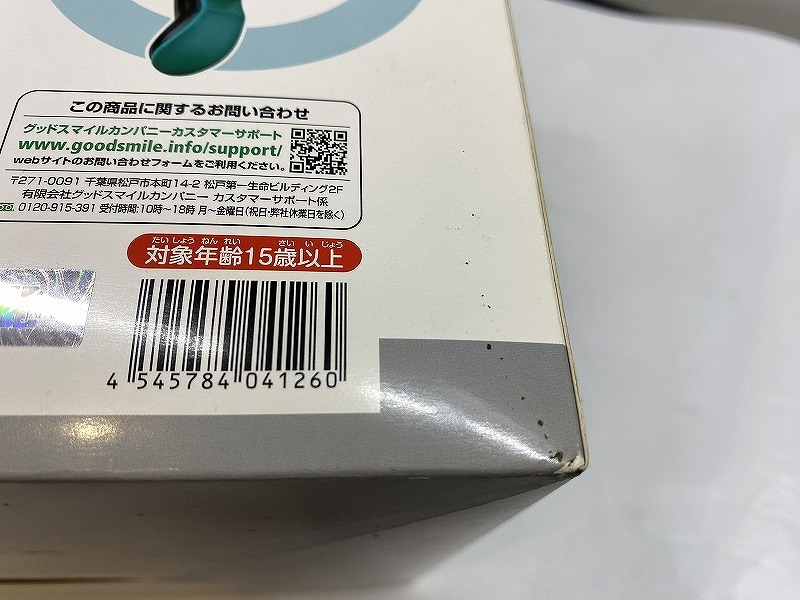 この商品に関するお問い合わせ
グッドスマイルカンパニーカスタマーサポート
www.goodsmile.info/support/
webサイトのお問い合わせフォームをご利用ください。
〒271-0091 千葉県松戸市本町14-2 松戸第一生命ビルディング2F
有限会社グッドスマイルカンパニー カスタマーサポート係
0120-915-391 受付時間:10時〜18時 月〜金曜日(祝日・弊社休業日を除く)
たいしょう ねん れい さい い じょう
対象年齢15歳以上
4 545784 041260